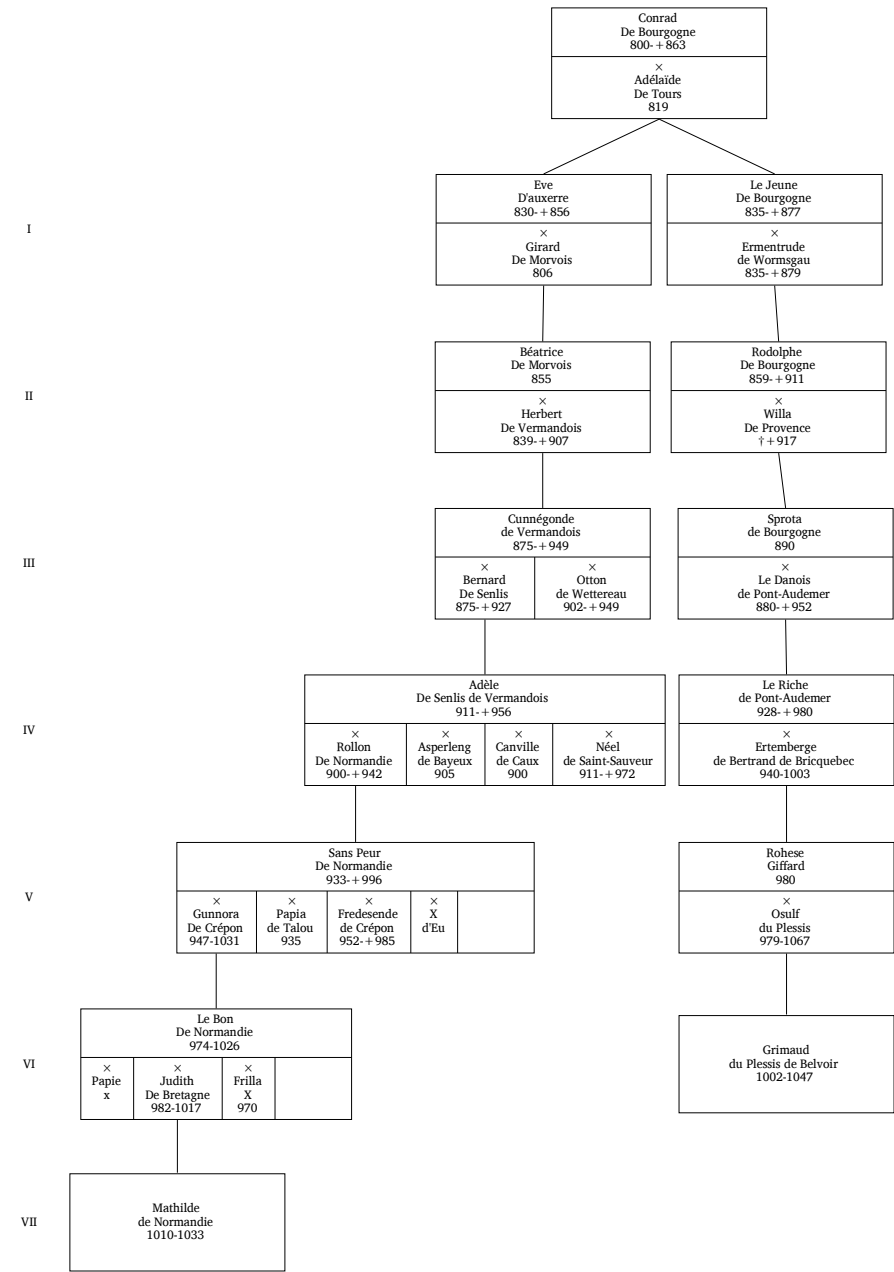 Conrad
De Bourgogne
800-+863
×
Adélaïde
De Tours
819
I
Eve
D'auxerre
830-+856
×
Girard
De Morvois
806
Le Jeune
De Bourgogne
835-+877
×
Ermentrude
de Wormsgau
835-+879
II
Béatrice
De Morvois
855
×
Herbert
De Vermandois
839-+907
Rodolphe
De Bourgogne
859-+911
×
Willa
De Provence
†+917
III
Cunnégonde
de Vermandois
875-+949
×
Bernard
De Senlis
875-+927
×
Otton
de Wettereau
902-+949
Sprota
de Bourgogne
890
×
Le Danois
de Pont-Audemer
880-+952
IV
Adèle
De Senlis de Vermandois
911-+956
×
Rollon
De Normandie
900-+942
×
Asperleng
de Bayeux
905
×
Canville
de Caux
900
×
Néel
de Saint-Sauveur
911-+972
Le Riche
de Pont-Audemer
928-+980
×
Ertemberge
de Bertrand de Bricquebec
940-1003
V
Sans Peur
De Normandie
933-+996
×
Gunnora
De Crépon
947-1031
×
Papia
de Talou
935
×
Fredesende
de Crépon
952-+985
×
X
d'Eu
Rohese
Giffard
980
×
Osulf
du Plessis
979-1067
VI
Le Bon
De Normandie
974-1026
×
Papie
x
×
Judith
De Bretagne
982-1017
×
Frilla
X
970
Grimaud
du Plessis de Belvoir
1002-1047
VII
Mathilde
de Normandie
1010-1033